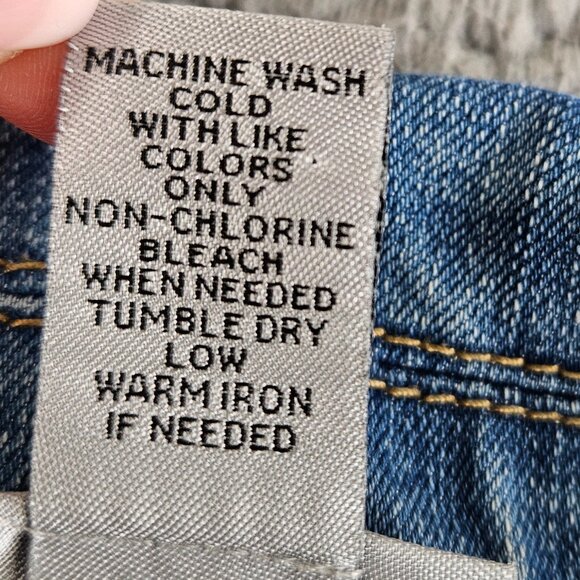 MACHINE WASH
COLD
WITH LIKE
COLORS
ONLY
NON-CHLORINE
BLEACH
WHEN NEEDED
TUMBLE DRY
LOW
WARM IRON
IF NEEDED